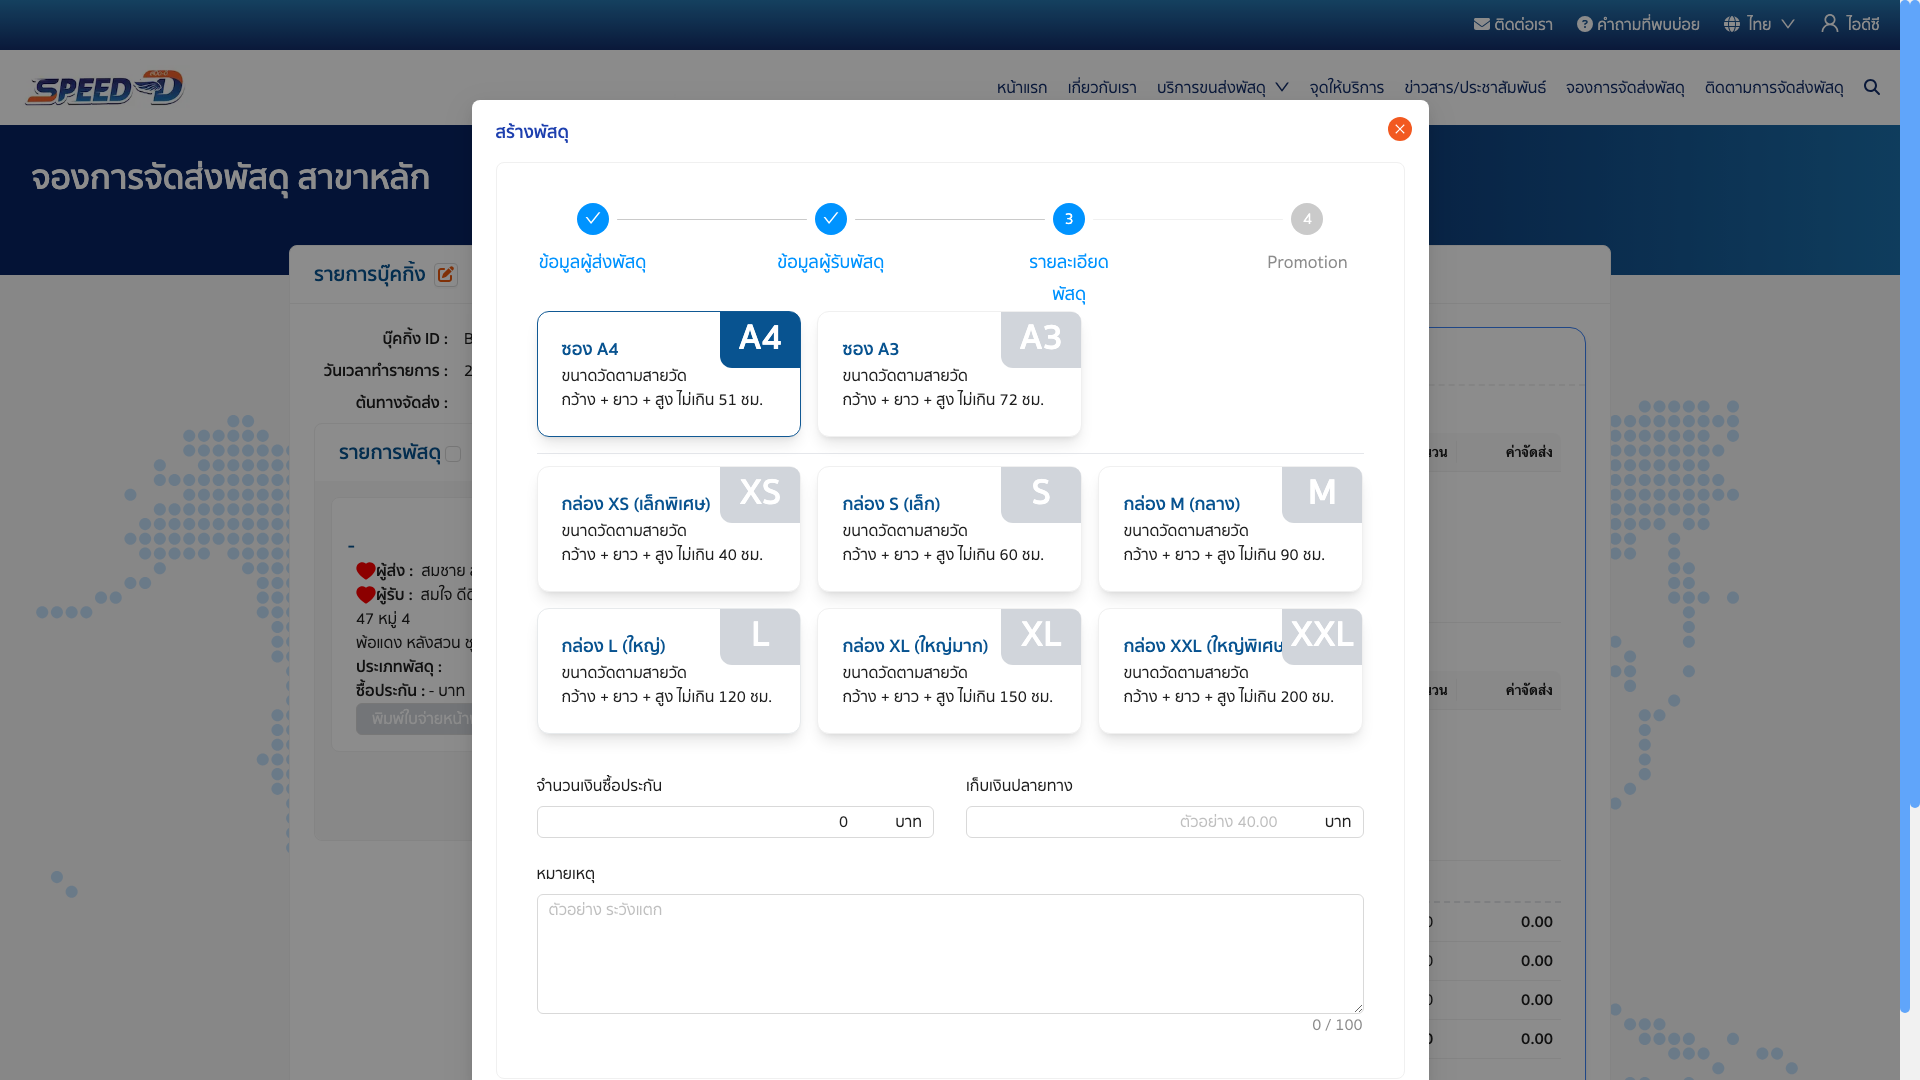 ติดต่อเรา คำถามที่พบบ่อย ไทย ไอดีซี
SPEED D
หน้าแรก เกี่ยวกับเรา บริการขนส่งพัสดุ จุดให้บริการ ข่าวสาร/ประชาสัมพันธ์ จองการจัดส่งพัสดุ ติดตามการจัดส่งพัสดุ
จองการจัดส่งพัสดุ สาขาหลัก
สร้างพัสดุ
3
4
ข้อมูลผู้ส่งพัสดุ
ข้อมูลผู้รับพัสดุ
รายละเอียด
พัสดุ
Promotion
รายการบุ๊คกิ้ง
บุ๊คกิ้ง ID :
วันเวลาทำรายการ : 2
ต้นทางจัดส่ง :
รายการพัสดุ
-
ผู้ส่ง : สมชาย
ผู้รับ : สมใจ
47 หมู่ 4
พ้อแดง หลังสวน
ประเภทพัสดุ :
ซื้อประกัน : - บาท
พิมพ์ใบจ่ายหน้า
ซอง A4
A4
ขนาดวัดตามสายวัด
กว้าง + ยาว + สูง ไม่เกิน 51 ซม.
ซอง A3
A3
ขนาดวัดตามสายวัด
กว้าง + ยาว + สูง ไม่เกิน 72 ซม.
กล่อง XS (เล็กพิเศษ)
XS
ขนาดวัดตามสายวัด
กว้าง + ยาว + สูง ไม่เกิน 40 ซม.
กล่อง S (เล็ก)
S
ขนาดวัดตามสายวัด
กว้าง + ยาว + สูง ไม่เกิน 60 ซม.
กล่อง M (กลาง)
M
ขนาดวัดตามสายวัด
กว้าง + ยาว + สูง ไม่เกิน 90 ซม.
กล่อง L (ใหญ่)
L
ขนาดวัดตามสายวัด
กว้าง + ยาว + สูง ไม่เกิน 120 ซม.
กล่อง XL (ใหญ่มาก)
XL
ขนาดวัดตามสายวัด
กว้าง + ยาว + สูง ไม่เกิน 150 ซม.
กล่อง XXL (ใหญ่พิเศษ
XXL
ขนาดวัดตามสายวัด
กว้าง + ยาว + สูง ไม่เกิน 200 ซม.
จำนวนเงินซื้อประกัน
0 บาท
เก็บเงินปลายทาง
ตัวอย่าง 40.00 บาท
หมายเหตุ
ตัวอย่าง ระวังแตก
0 / 100
ค่าจัดส่ง
ค่าจัดส่ง
0.00
0.00
0.00
0.00